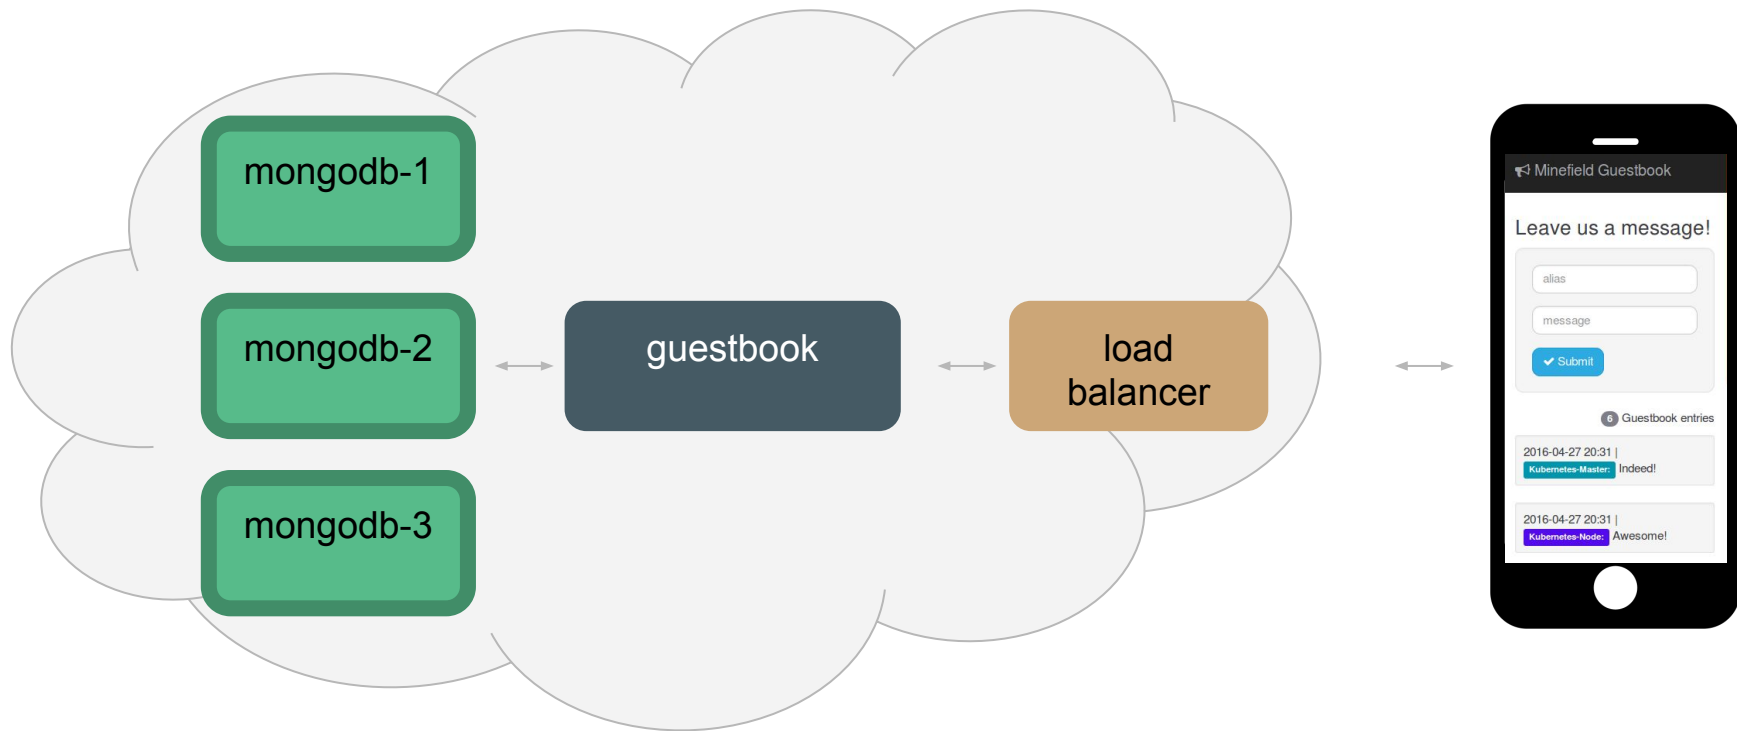 mongodb-1
mongodb-2
mongodb-3
guestbook
load
balancer
Minefield Guestbook
Leave us a message!
alias
message
Submit
6 Guestbook entries
2016-04-27 20:31 |
Kubernetes-Master: Indeed!
2016-04-27 20:31 |
Kubernetes-Node: Awesome!